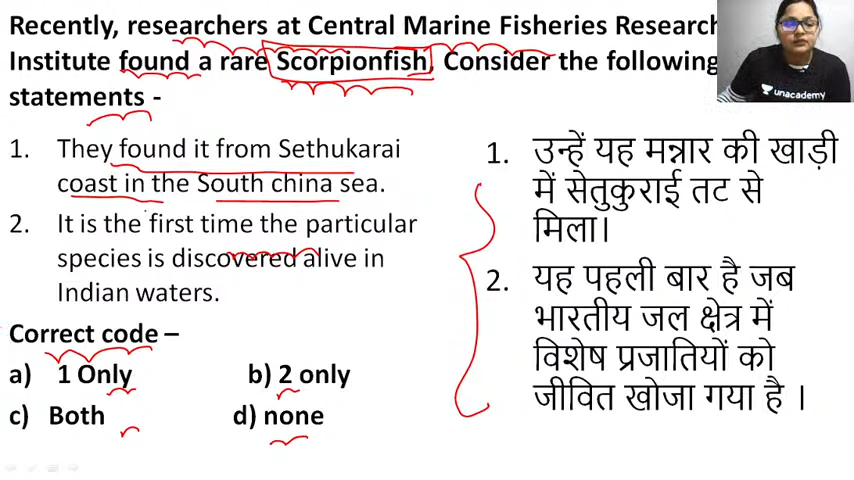 Recently, researchers at Central Marine Fisheries Research
Institute found a rare Scorpionfish, Consider the following
statements -
1. They found it from Sethukarai
coast in the South china sea.
2. It is the first time the particular
species is discovered alive in
Indian waters.
Correct code –
a) 1 Only b) 2 only
c) Both d) none
1. उन्हें यह मन्नार की खाड़ी
में सेतुकुराई तट से
मिला।
2. यह पहली बार है जब
भारतीय जल क्षेत्र में
विशेष प्रजातियों को
जीवित खोजा गया है ।
unacademy